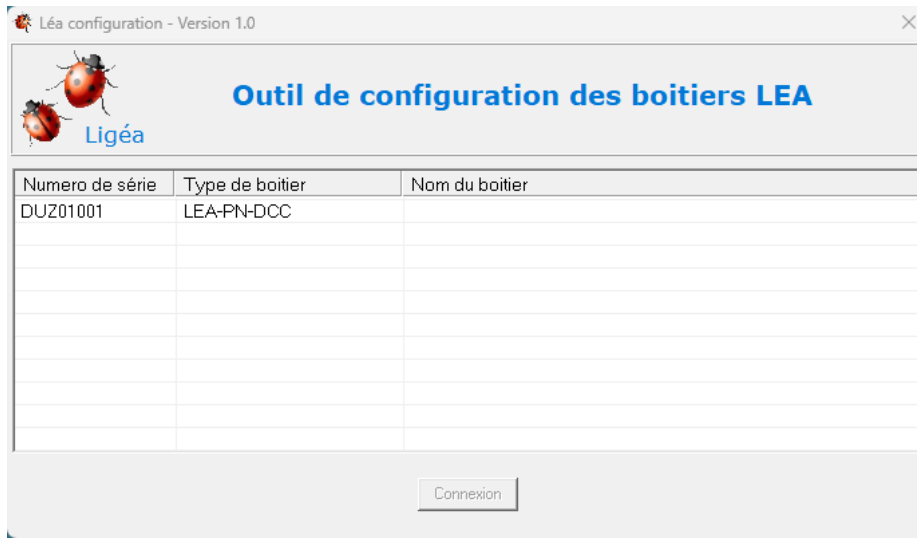 Léa configuration - Version 1.0
Outil de configuration des boitiers LEA
Ligéa
Numero de série Type de boitier Nom du boitier
DUZ01001 LEA-PN-DCC
Connexion